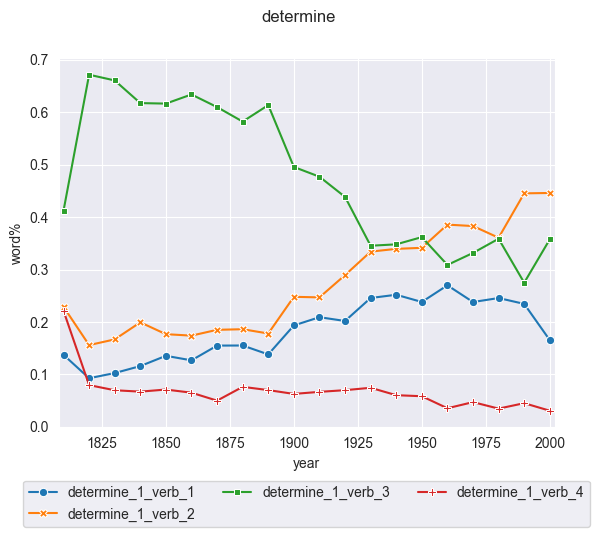 determine
0.7
0.6
0.5
0.4
0.3
0.2
0.1
0.0
word%
1825 1850 1875 1900 1925 1950 1975 2000
year
determine_1_verb_1 determine_1_verb_3 determine_1_verb_4
determine_1_verb_2